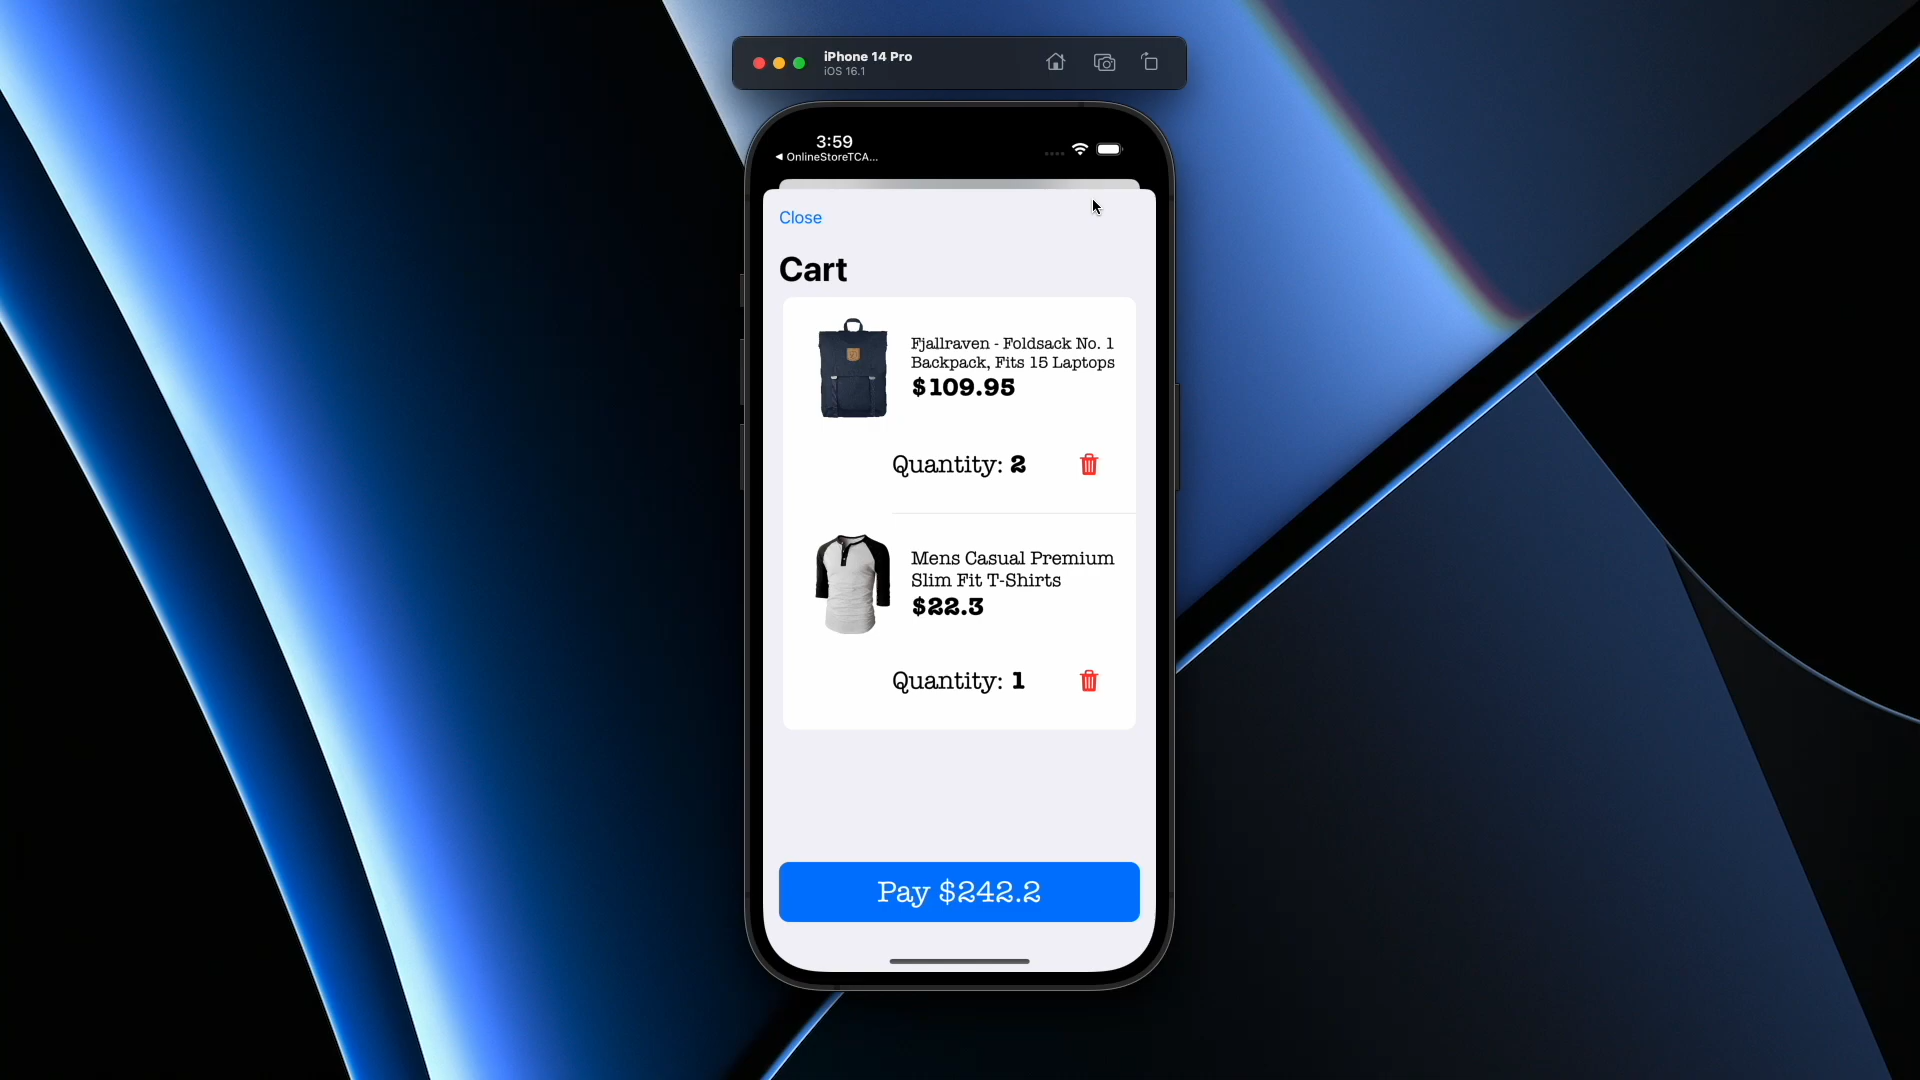 iPhone 14 Pro
iOS 16.1
3:59
◀ OnlineStoreTCA...
Close
Cart
Fjallraven - Foldsack No. 1
Backpack, Fits 15 Laptops
$109.95
Quantity: 2
Mens Casual Premium
Slim Fit T-Shirts
$22.3
Quantity: 1
Pay $242.2